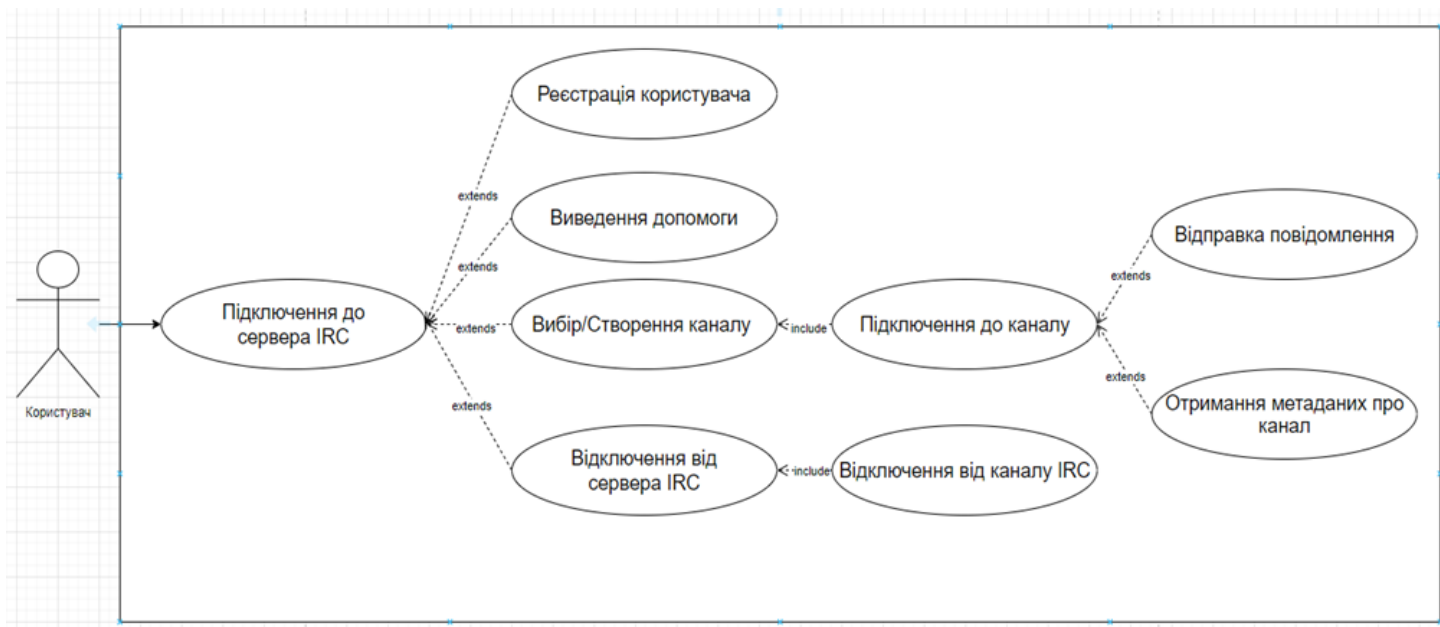 Реєстрація користувача
extends
Виведення допомоги
extends
Відправка повідомлення
extends
Підключення до
сервера IRC
extends
Вибір/Створення каналу
include
Підключення до каналу
extends
Отримання метаданих про
канал
extends
Користувач
Відключення від
сервера IRC
include
Відключення від каналу IRC